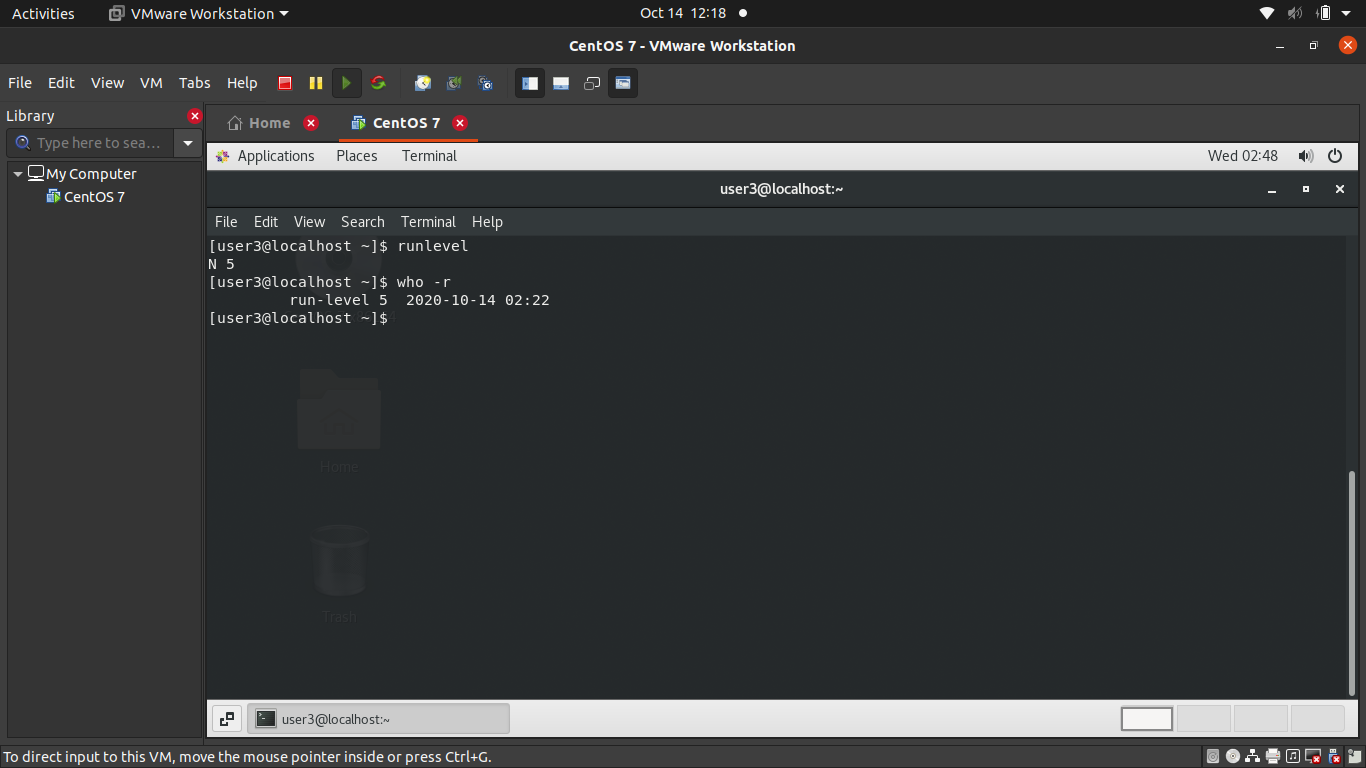 Activities VMware Workstation Oct 14 12:18
CentOS 7 - VMware Workstation
File Edit View VM Tabs Help
Library
Home CentOS 7
Type here to sea...
Applications Places Terminal Wed 02:48
My Computer
CentOS 7
user3@localhost:~
File Edit View Search Terminal Help
[user3@localhost ~]$ runlevel
N 5
[user3@localhost ~]$ who -r
         run-level 5  2020-10-14 02:22
[user3@localhost ~]$
Home
Trash
user3@localhost:~
To direct input to this VM, move the mouse pointer inside or press Ctrl+G.